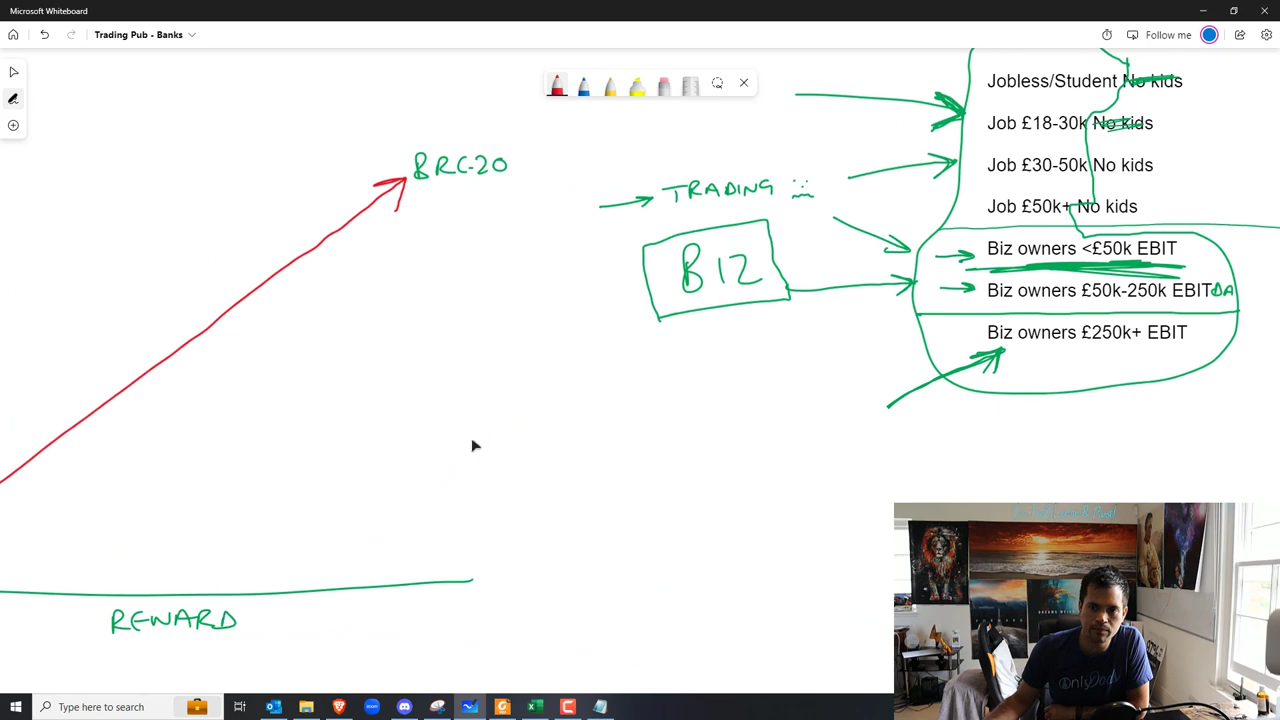 Microsoft Whiteboard
Trading Pub - Banks
Follow me
Jobless/Student No kids
Job £18-30k No kids
Job £30-50k No kids
Job £50k+ No kids
Biz owners <£50k EBIT
Biz owners £50k-250k EBITDA
Biz owners £250k+ EBIT
BRC-20
TRADING
BIZ
REWARD
Type here to search